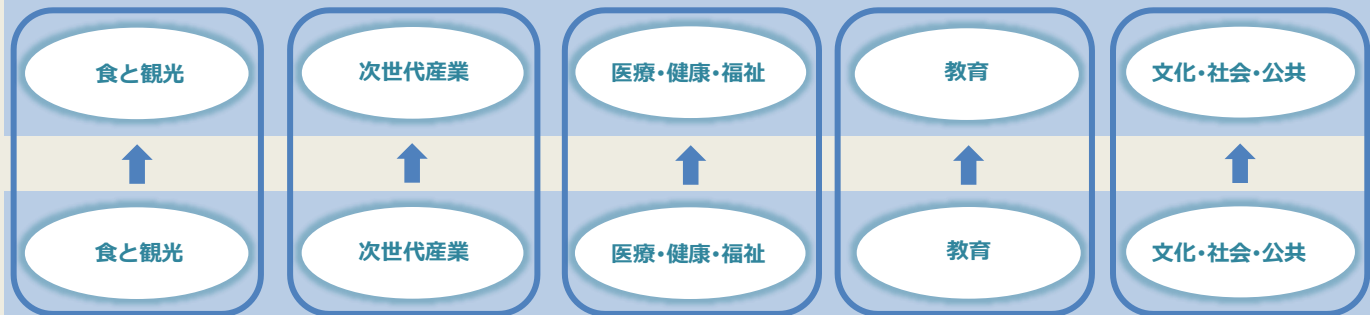 食と観光
次世代産業
医療・健康・福祉
教育
文化・社会・公共
食と観光
次世代産業
医療・健康・福祉
教育
文化・社会・公共